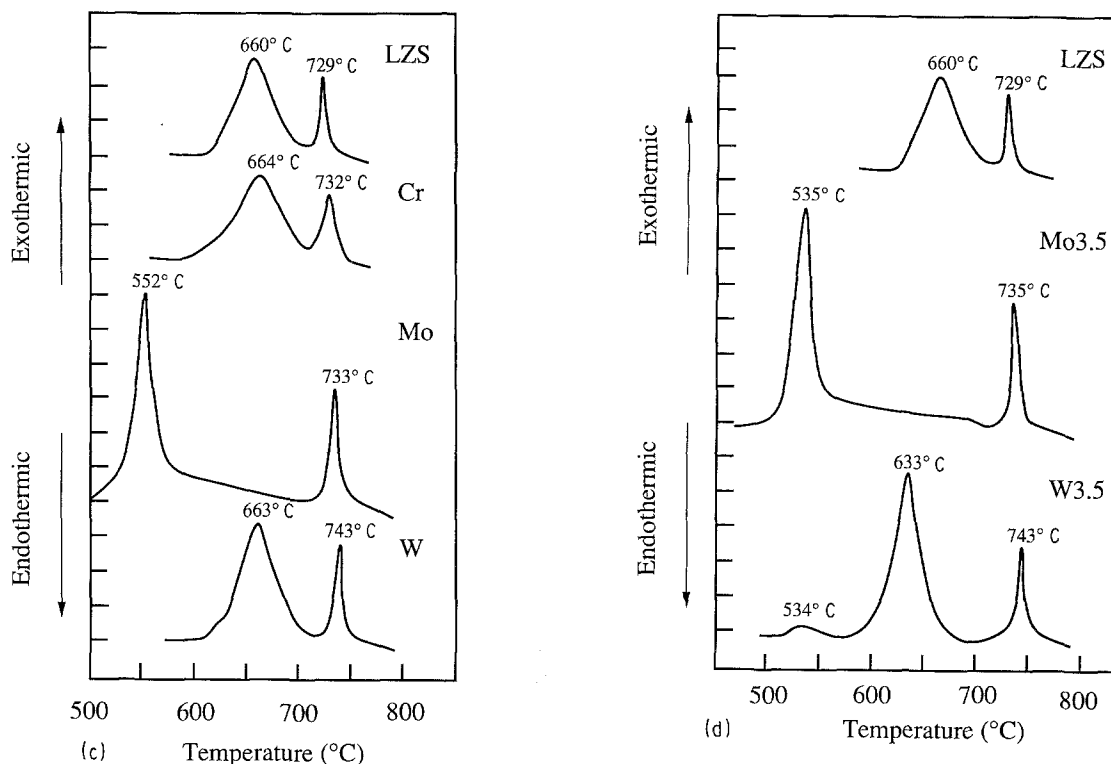 660° C
LZS
729° C
664° C
732° C
Cr
552° C
Mo
733° C
663° C
743° C
W
Exothermic
Endothermic
500 600 700 800
(c) Temperature (°C)
LZS
660° C
729° C
535° C
Mo3.5
735° C
633° C
W3.5
743° C
534° C
Exothermic
Endothermic
500 600 700 800
(d) Temperature (°C)